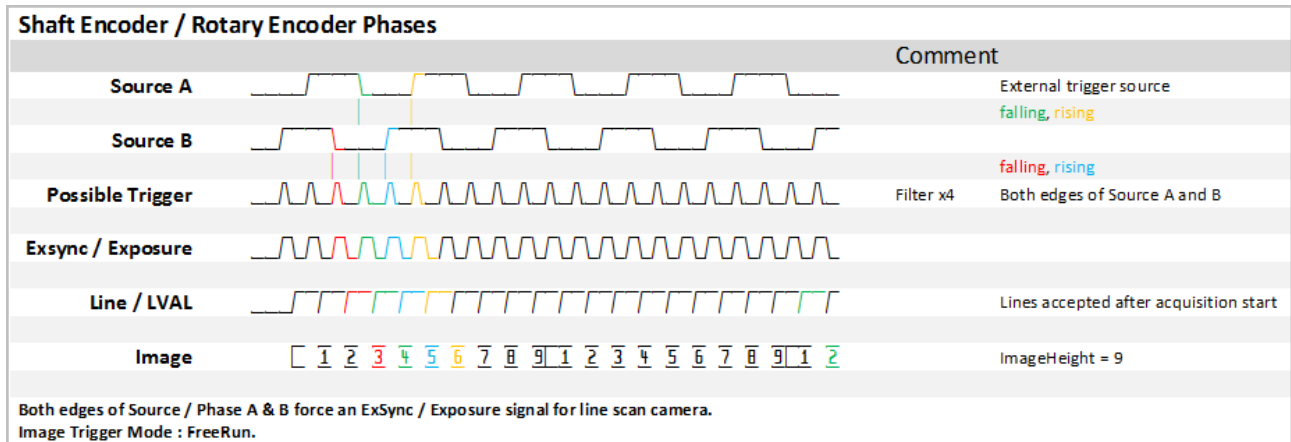 Shaft Encoder / Rotary Encoder Phases
Comment
Source A External trigger source
falling, rising
Source B
falling, rising
Possible Trigger Filter x4 Both edges of Source A and B
Exsync / Exposure
Line / LVAL Lines accepted after acquisition start
Image 1 2 3 4 5 6 7 8 9 1 2 3 4 5 6 7 8 9 1 2 ImageHeight = 9
Both edges of Source / Phase A & B force an ExSync / Exposure signal for line scan camera.
Image Trigger Mode : FreeRun.